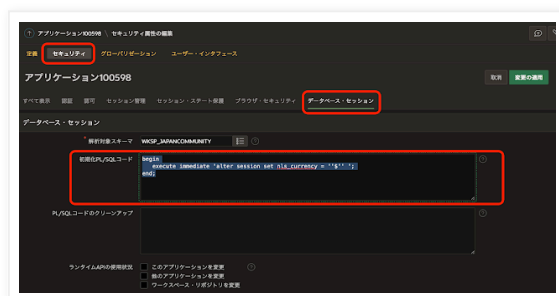 アプリケーション100598 \ セキュリティ属性の編集
定義 セキュリティ グローバリゼーション ユーザー・インタフェース
アプリケーション100598
取消 変更の適用
すべて表示 認証 認可 セッション管理 セッション・ステート保護 ブラウザ・セキュリティ データベース・セッション
データベース・セッション
* 解析対象スキーマ WKSP_JAPANCOMMUNITY
初期化PL/SQLコード
begin
execute immediate 'alter session set nls_currency = ''$'' ';
end;
PL/SQLコードのクリーンアップ
ランタイムAPIの使用状況 このアプリケーションを変更
他のアプリケーションを変更
ワークスペース・リポジトリを変更